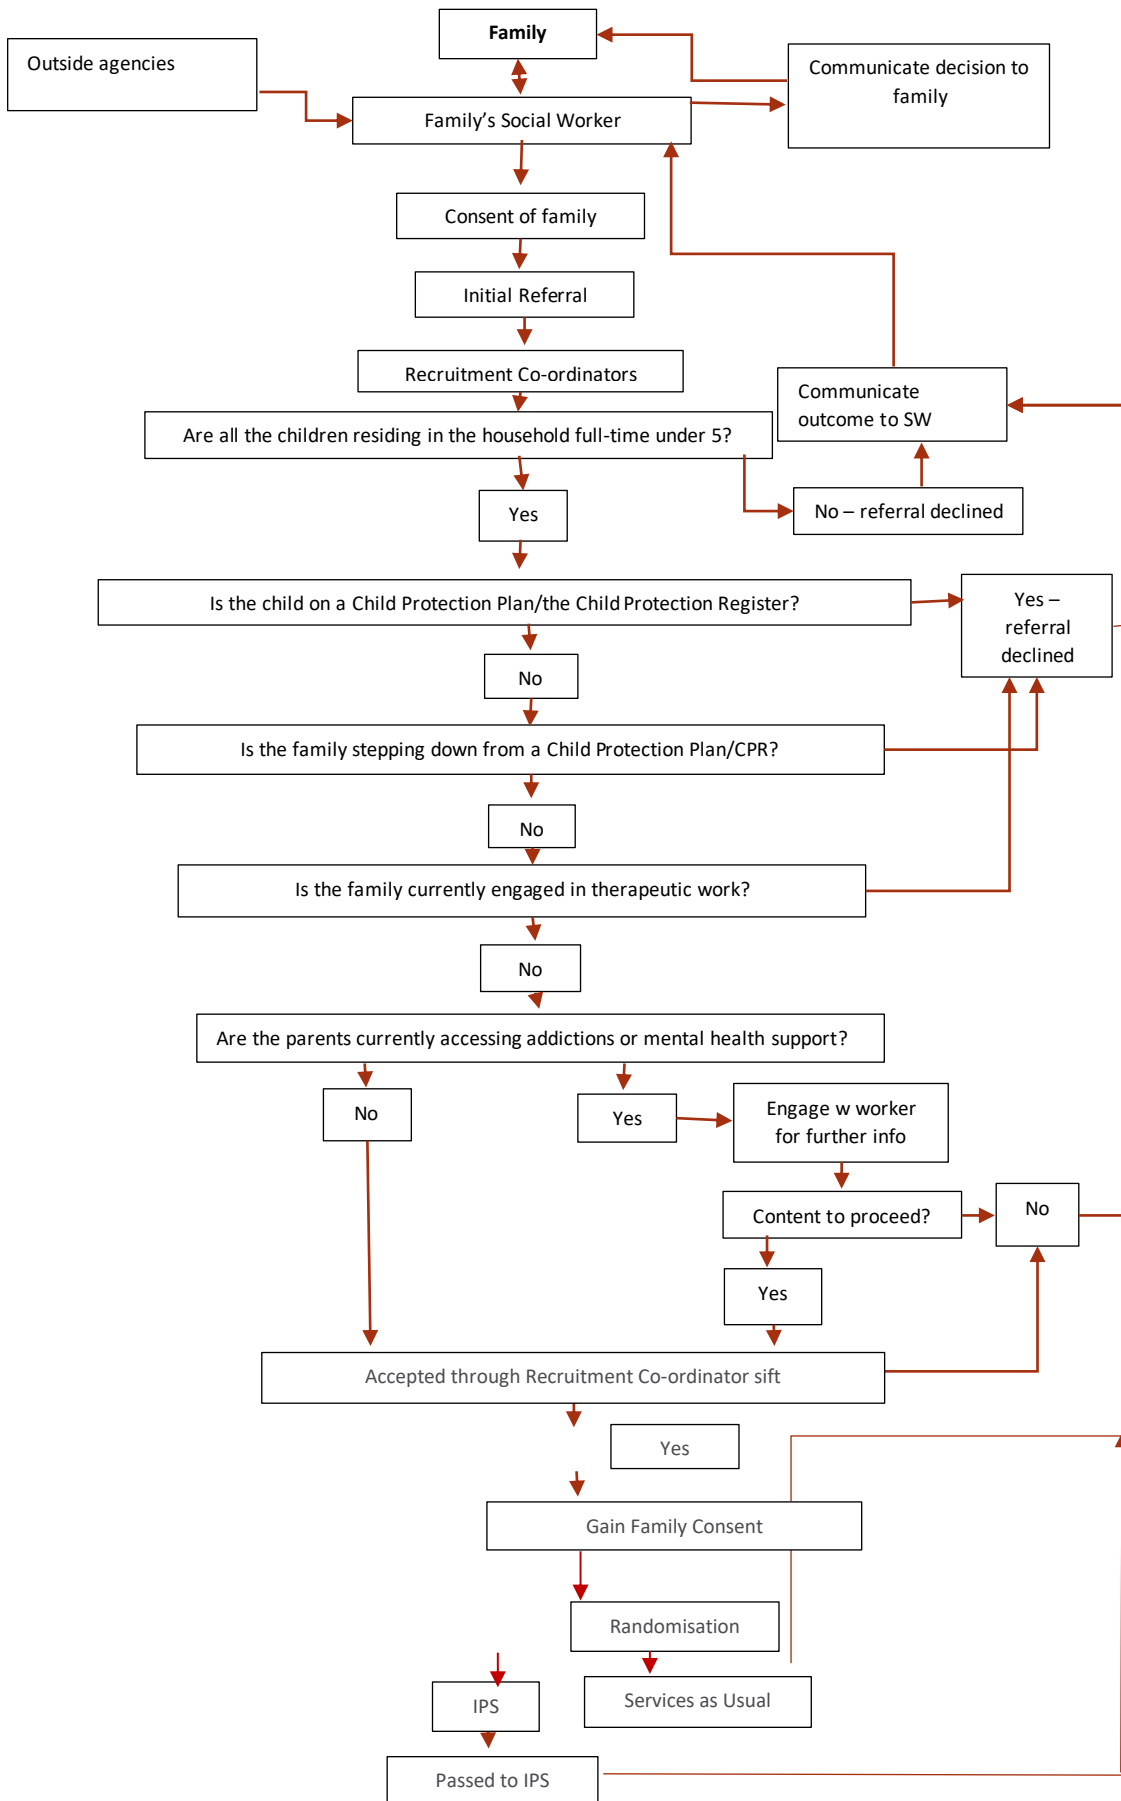 Family
Outside agencies
Communicate decision to
family
Family’s Social Worker
Consent of family
Initial Referral
Recruitment Co-ordinators
Communicate
outcome to SW
Are all the children residing in the household full-time under 5?
No – referral declined
Yes
Is the child on a Child Protection Plan/the Child Protection Register?
Yes –
referral
declined
No
Is the family stepping down from a Child Protection Plan/CPR?
No
Is the family currently engaged in therapeutic work?
No
Are the parents currently accessing addictions or mental health support?
No
Yes
Engage w worker
for further info
Content to proceed?
No
Yes
Accepted through Recruitment Co-ordinator sift
Yes
Gain Family Consent
Randomisation
IPS
Services as Usual
Passed to IPS